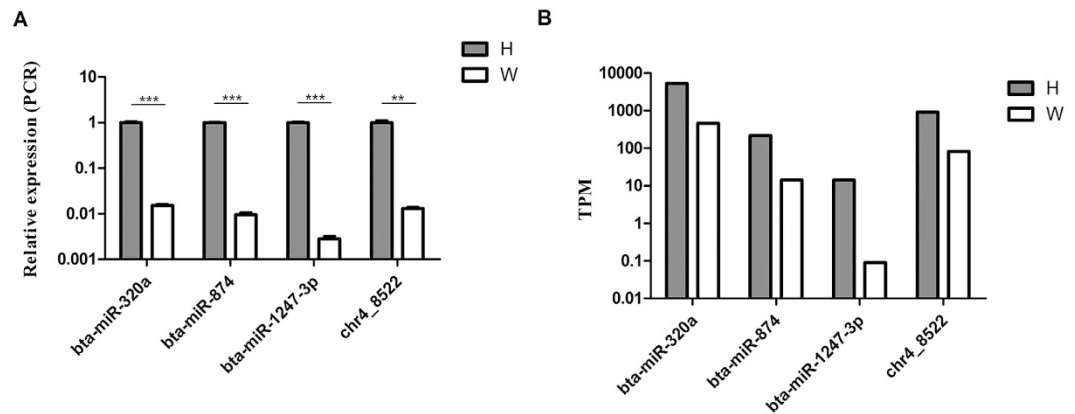 A
H
W
Relative expression (PCR)
10
1
0.1
0.01
0.001
***
***
***
**
bta-miR-320a
bta-miR-874
bta-miR-1247-3p
chr4_8522
B
H
W
TPM
10000
1000
100
10
1
0.1
0.01
bta-miR-320a
bta-miR-874
bta-miR-1247-3p
chr4_8522